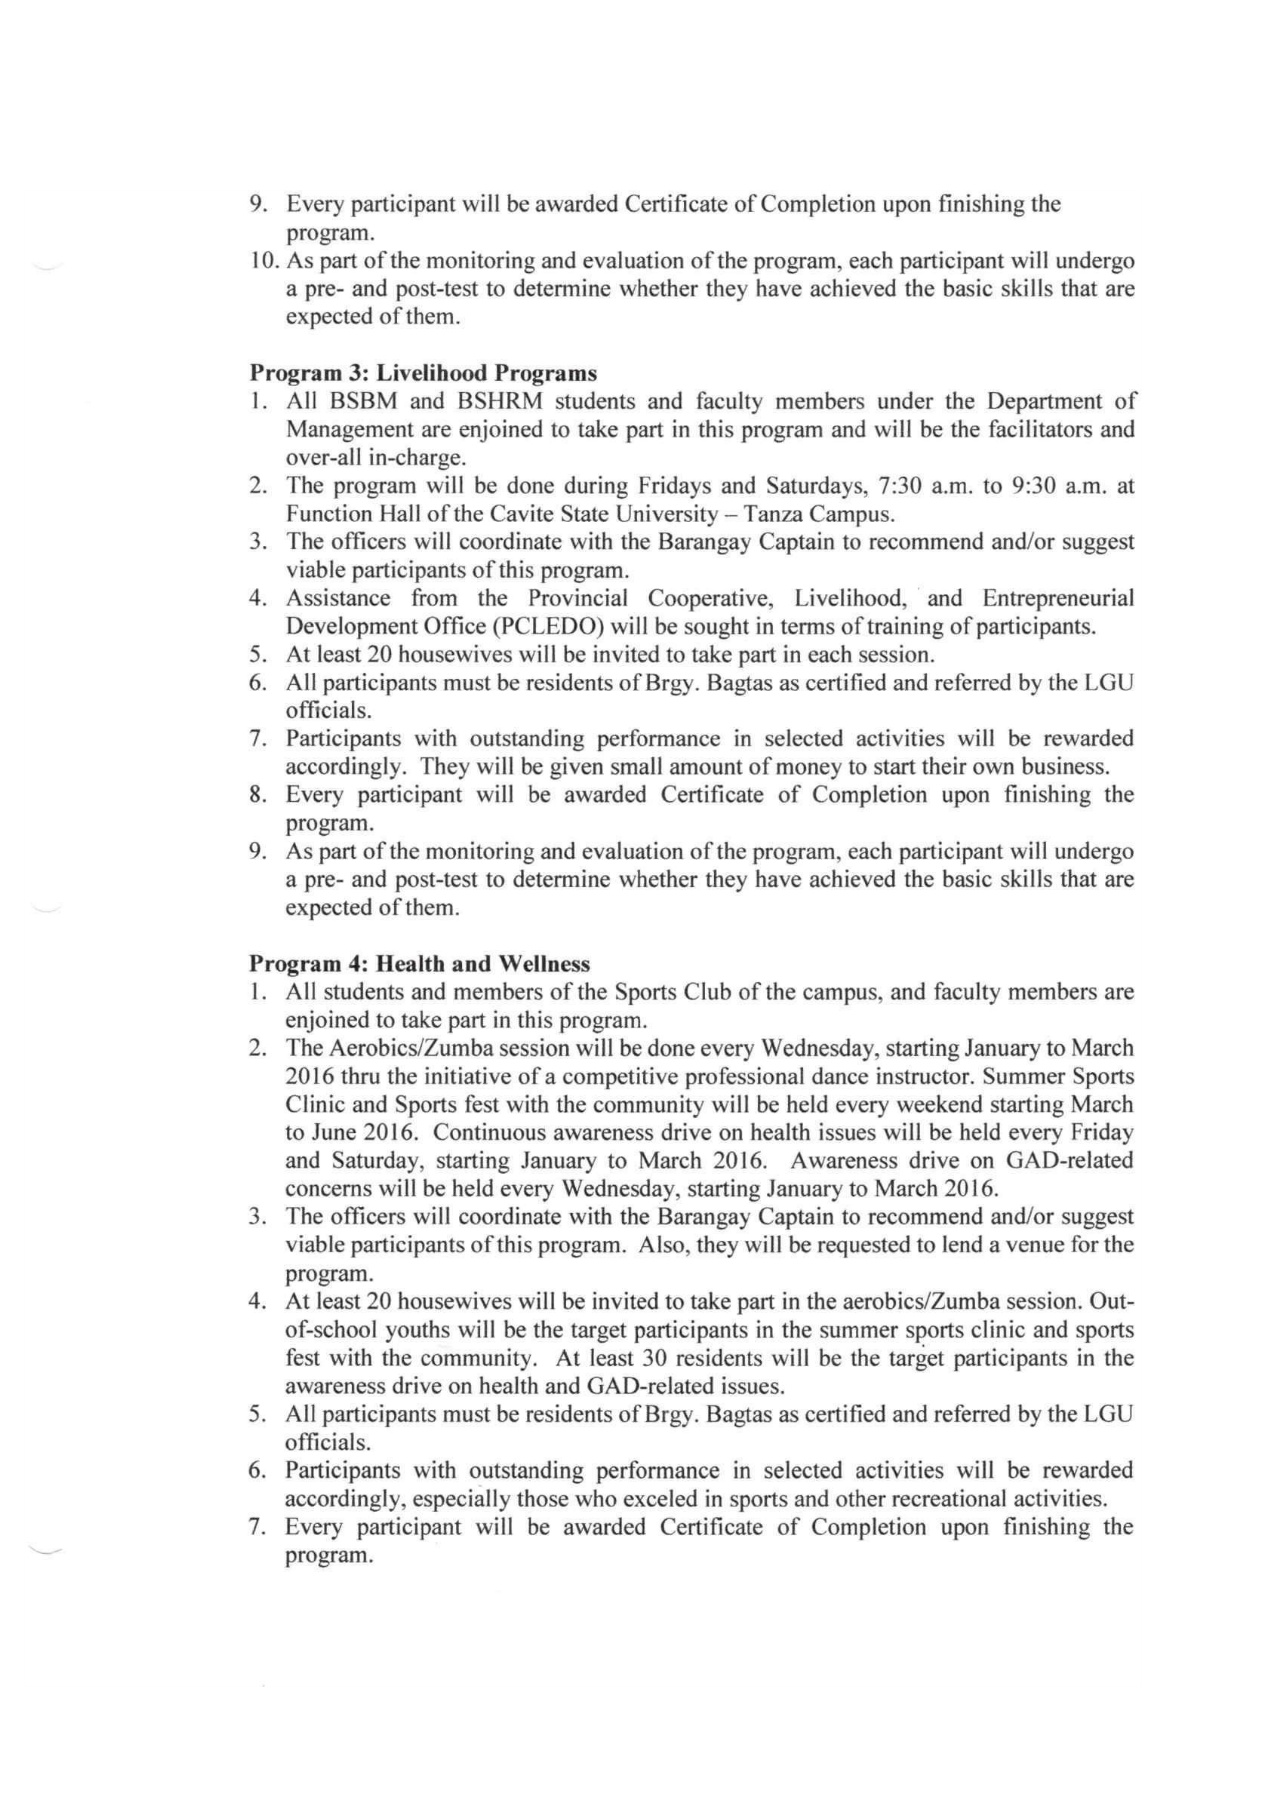 9. Every participant will be awarded Certificate of Completion upon finishing the
program.
10. As part of the monitoring and evaluation of the program, each participant will undergo
a pre- and post-test to determine whether they have achieved the basic skills that are
expected of them.
Program 3: Livelihood Programs
1. All BSBM and BSHRM students and faculty members under the Department of
Management are enjoined to take part in this program and will be the facilitators and
over-all in-charge.
2. The program will be done during Fridays and Saturdays, 7:30 a.m. to 9:30 a.m. at
Function Hall of the Cavite State University – Tanza Campus.
3. The officers will coordinate with the Barangay Captain to recommend and/or suggest
viable participants of this program.
4. Assistance from the Provincial Cooperative, Livelihood, and Entrepreneurial
Development Office (PCLEDO) will be sought in terms of training of participants.
5. At least 20 housewives will be invited to take part in each session.
6. All participants must be residents of Brgy. Bagtas as certified and referred by the LGU
officials.
7. Participants with outstanding performance in selected activities will be rewarded
accordingly. They will be given small amount of money to start their own business.
8. Every participant will be awarded Certificate of Completion upon finishing the
program.
9. As part of the monitoring and evaluation of the program, each participant will undergo
a pre- and post-test to determine whether they have achieved the basic skills that are
expected of them.
Program 4: Health and Wellness
1. All students and members of the Sports Club of the campus, and faculty members are
enjoined to take part in this program.
2. The Aerobics/Zumba session will be done every Wednesday, starting January to March
2016 thru the initiative of a competitive professional dance instructor. Summer Sports
Clinic and Sports fest with the community will be held every weekend starting March
to June 2016. Continuous awareness drive on health issues will be held every Friday
and Saturday, starting January to March 2016. Awareness drive on GAD-related
concerns will be held every Wednesday, starting January to March 2016.
3. The officers will coordinate with the Barangay Captain to recommend and/or suggest
viable participants of this program. Also, they will be requested to lend a venue for the
program.
4. At least 20 housewives will be invited to take part in the aerobics/Zumba session. Out-
of-school youths will be the target participants in the summer sports clinic and sports
fest with the community. At least 30 residents will be the target participants in the
awareness drive on health and GAD-related issues.
5. All participants must be residents of Brgy. Bagtas as certified and referred by the LGU
officials.
6. Participants with outstanding performance in selected activities will be rewarded
accordingly, especially those who exceled in sports and other recreational activities.
7. Every participant will be awarded Certificate of Completion upon finishing the
program.